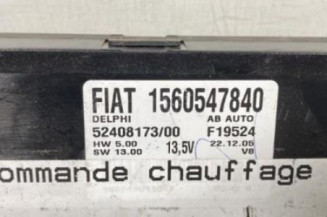 FIAT 1560547840
DELPHI AB AUTO
52408173/00 F19524
HW 5.00 13,5V 22.12.05
SW 13.00 V8
ommande chauffage